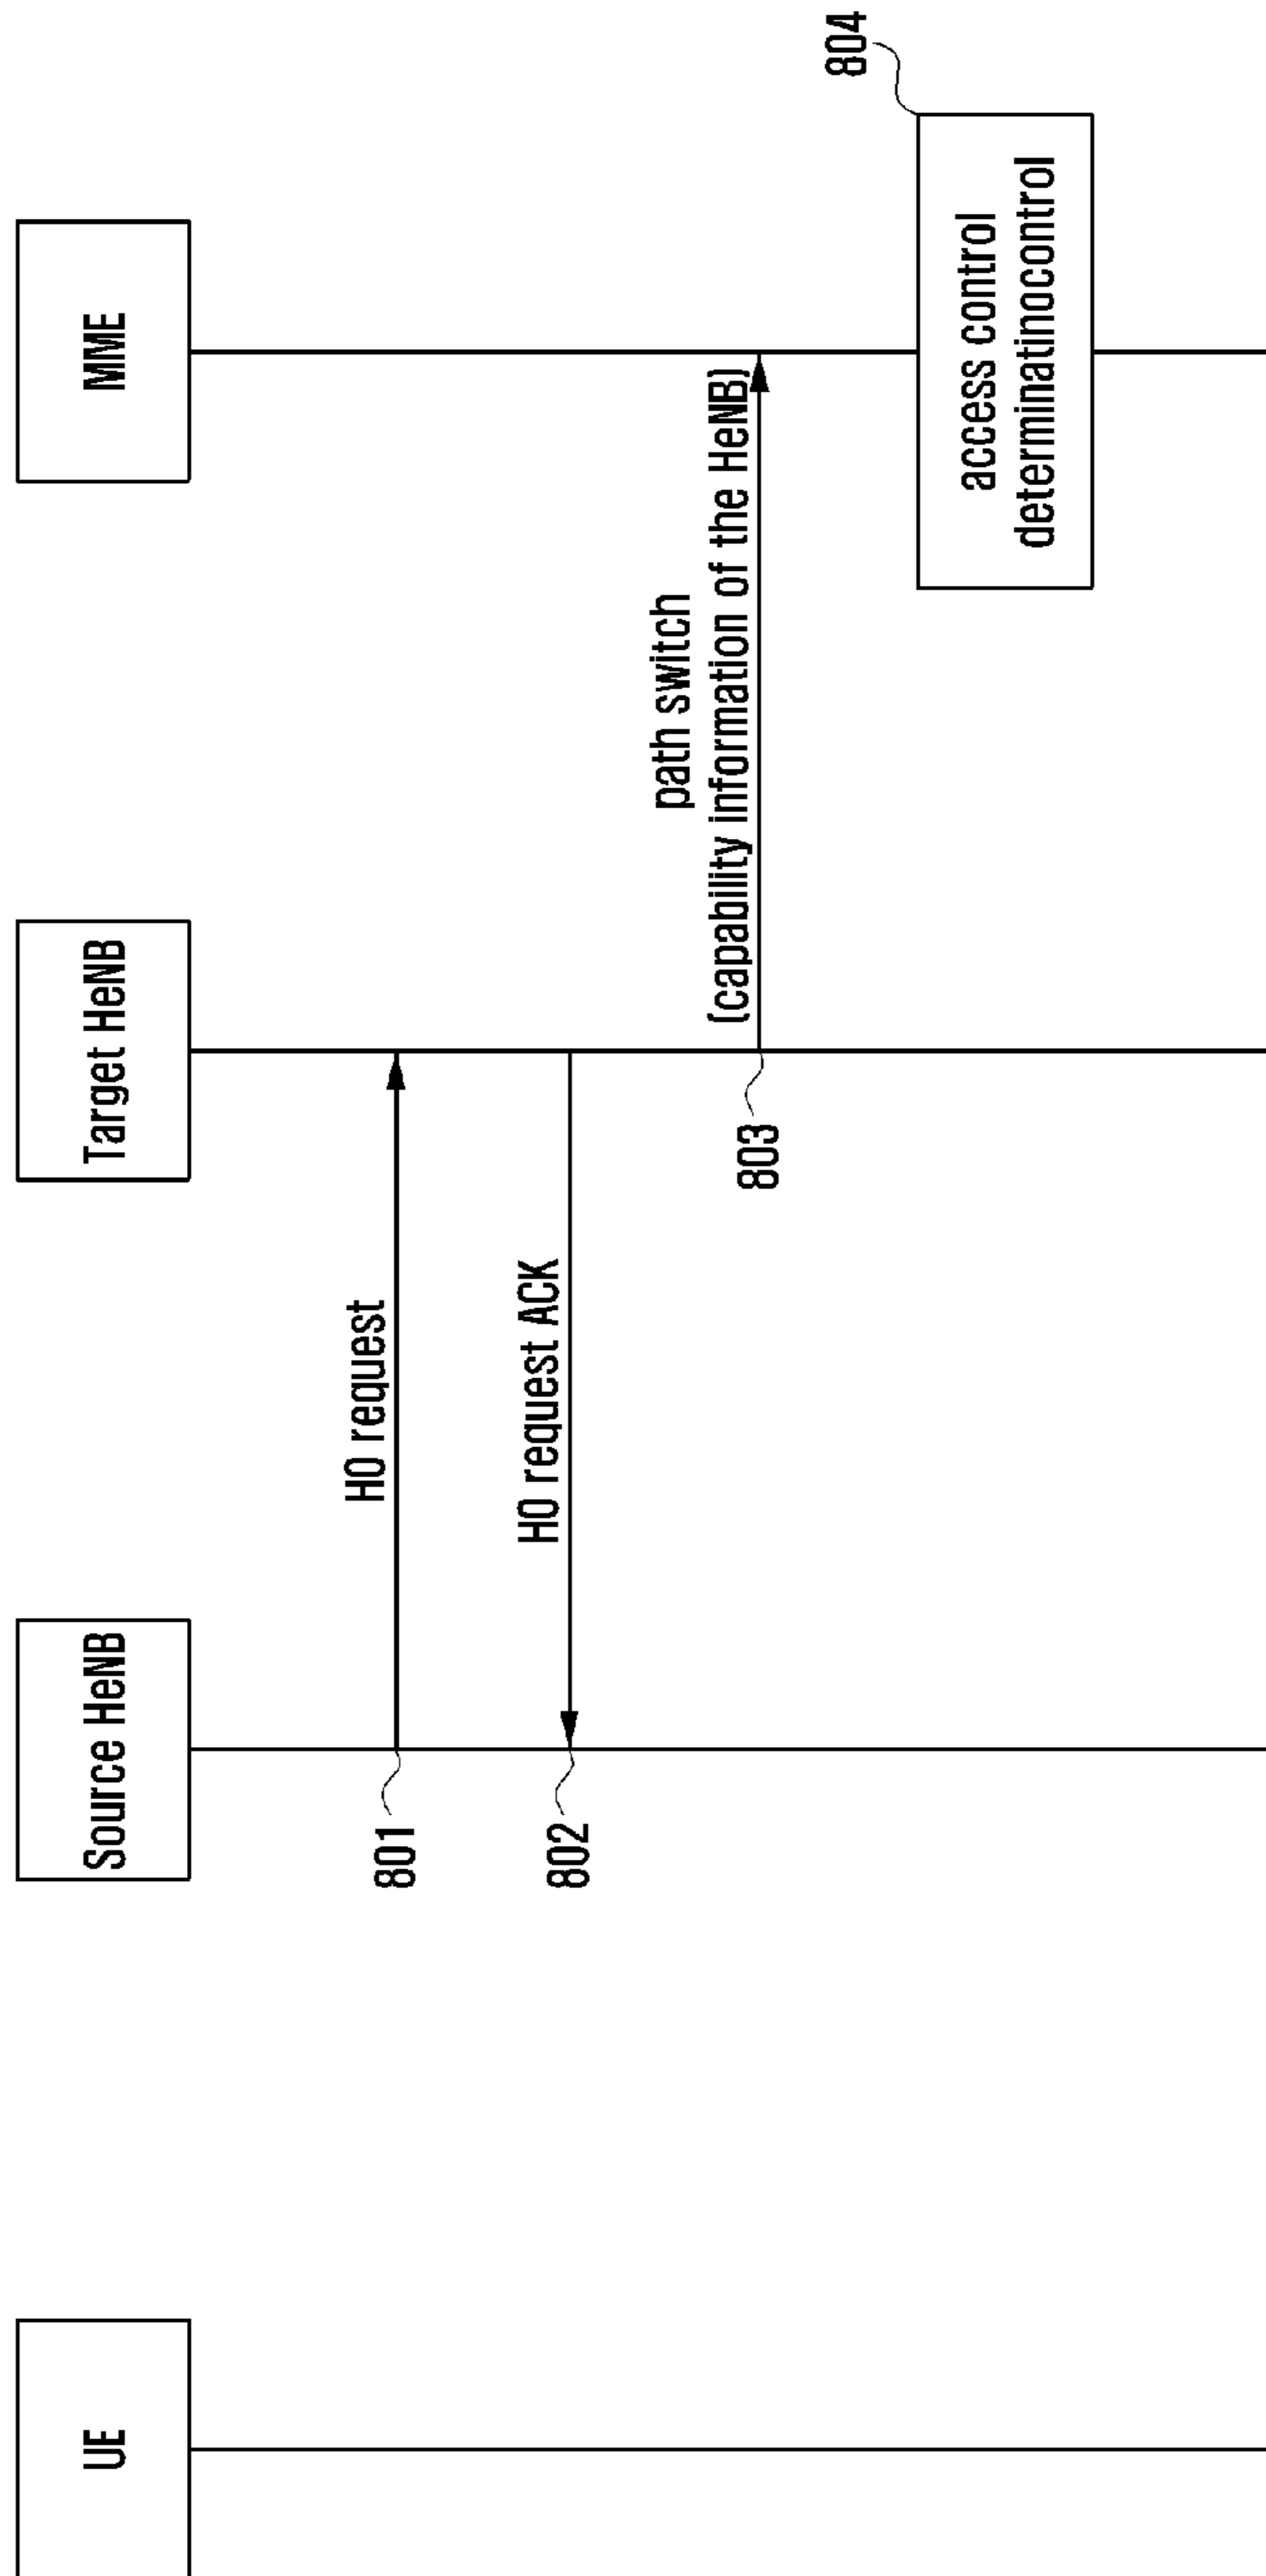 UE
Source HeNB
Target HeNB
MME
HO request
801
HO request ACK
802
path switch
(capability information of the HeNB)
803
804
access control
determinatinocontrol